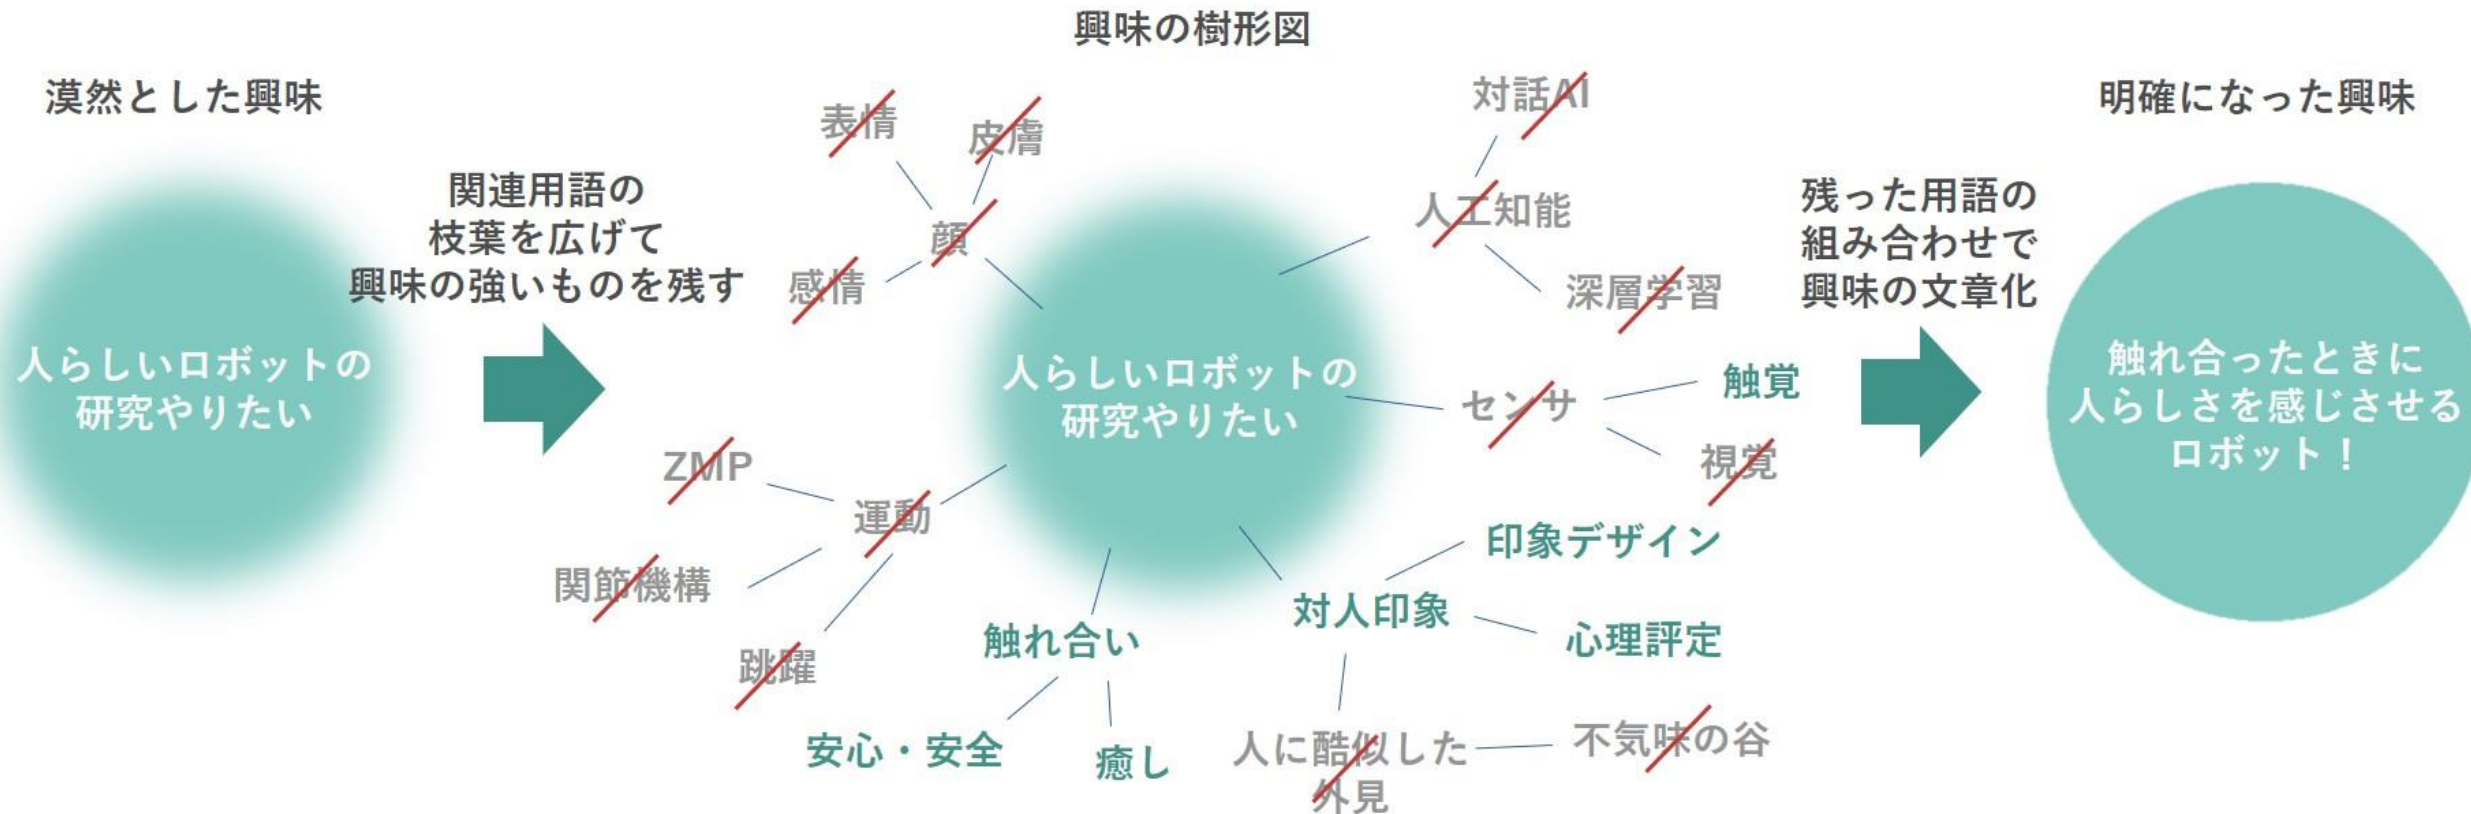 興味の樹形図
漠然とした興味
人らしいロボットの
研究やりたい
関連用語の
枝葉を広げて
興味の強いものを残す
表情
皮膚
顔
感情
対話AI
人工知能
深層学習
人らしいロボットの
研究やりたい
センサ
触覚
視覚
ZMP
運動
関節機構
跳躍
触れ合い
安心・安全
癒し
対人印象
印象デザイン
心理評定
人に酷似した
外見
不気味の谷
残った用語の
組み合わせで
興味の文章化
明確になった興味
触れ合ったときに
人らしさを感じさせる
ロボット！